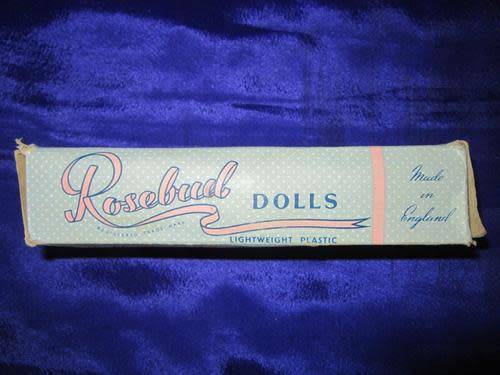 Rosebud DOLLS
REGISTERED TRADE MARK
LIGHTWEIGHT PLASTIC
Made
in
England